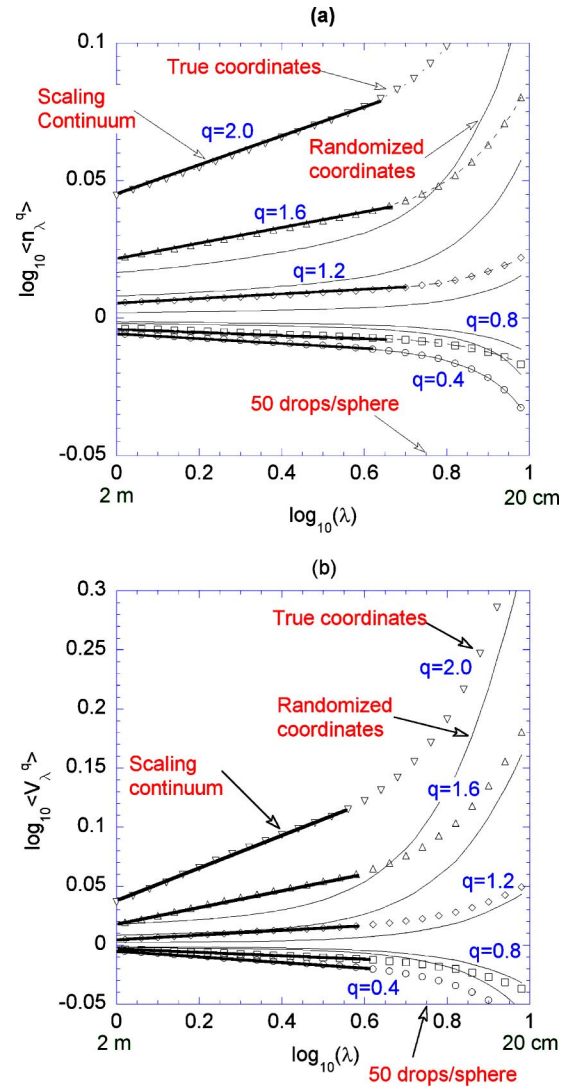 (a)
0.1
True coordinates
Scaling
Continuum
q=2.0
Randomized
coordinates
0.05
q=1.6
log10 <nλ^q>
q=1.2
0
q=0.8
q=0.4
50 drops/sphere
-0.05
0 0.2 0.4 0.6 0.8 1
2 m 20 cm
log10(λ)
(b)
0.3
True coordinates
0.25
q=2.0
Randomized
coordinates
0.2
Scaling
continuum
q=1.6
0.15
log10 <Vλ^q>
0.1
q=1.2
0.05
0
q=0.8
q=0.4
-0.05
0 0.2 0.4 0.6 0.8 1
2 m 20 cm
log10(λ)
50 drops/sphere